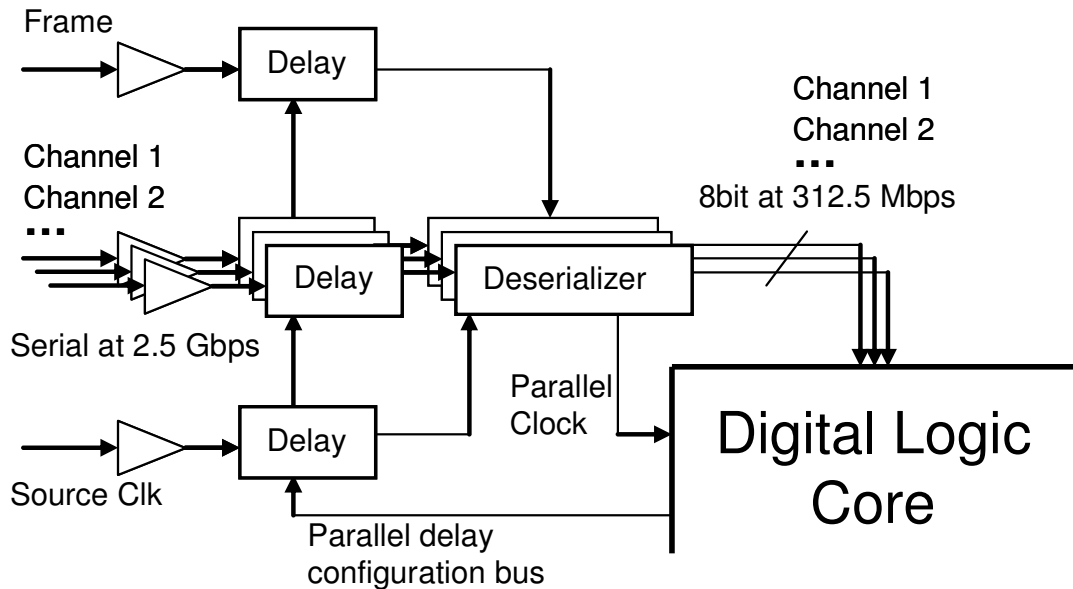 Frame
Delay
Channel 1
Channel 2
...
8bit at 312.5 Mbps
Channel 1
Channel 2
...
Delay
Deserializer
Serial at 2.5 Gbps
Parallel
Clock
Delay
Source Clk
Digital Logic
Core
Parallel delay
configuration bus